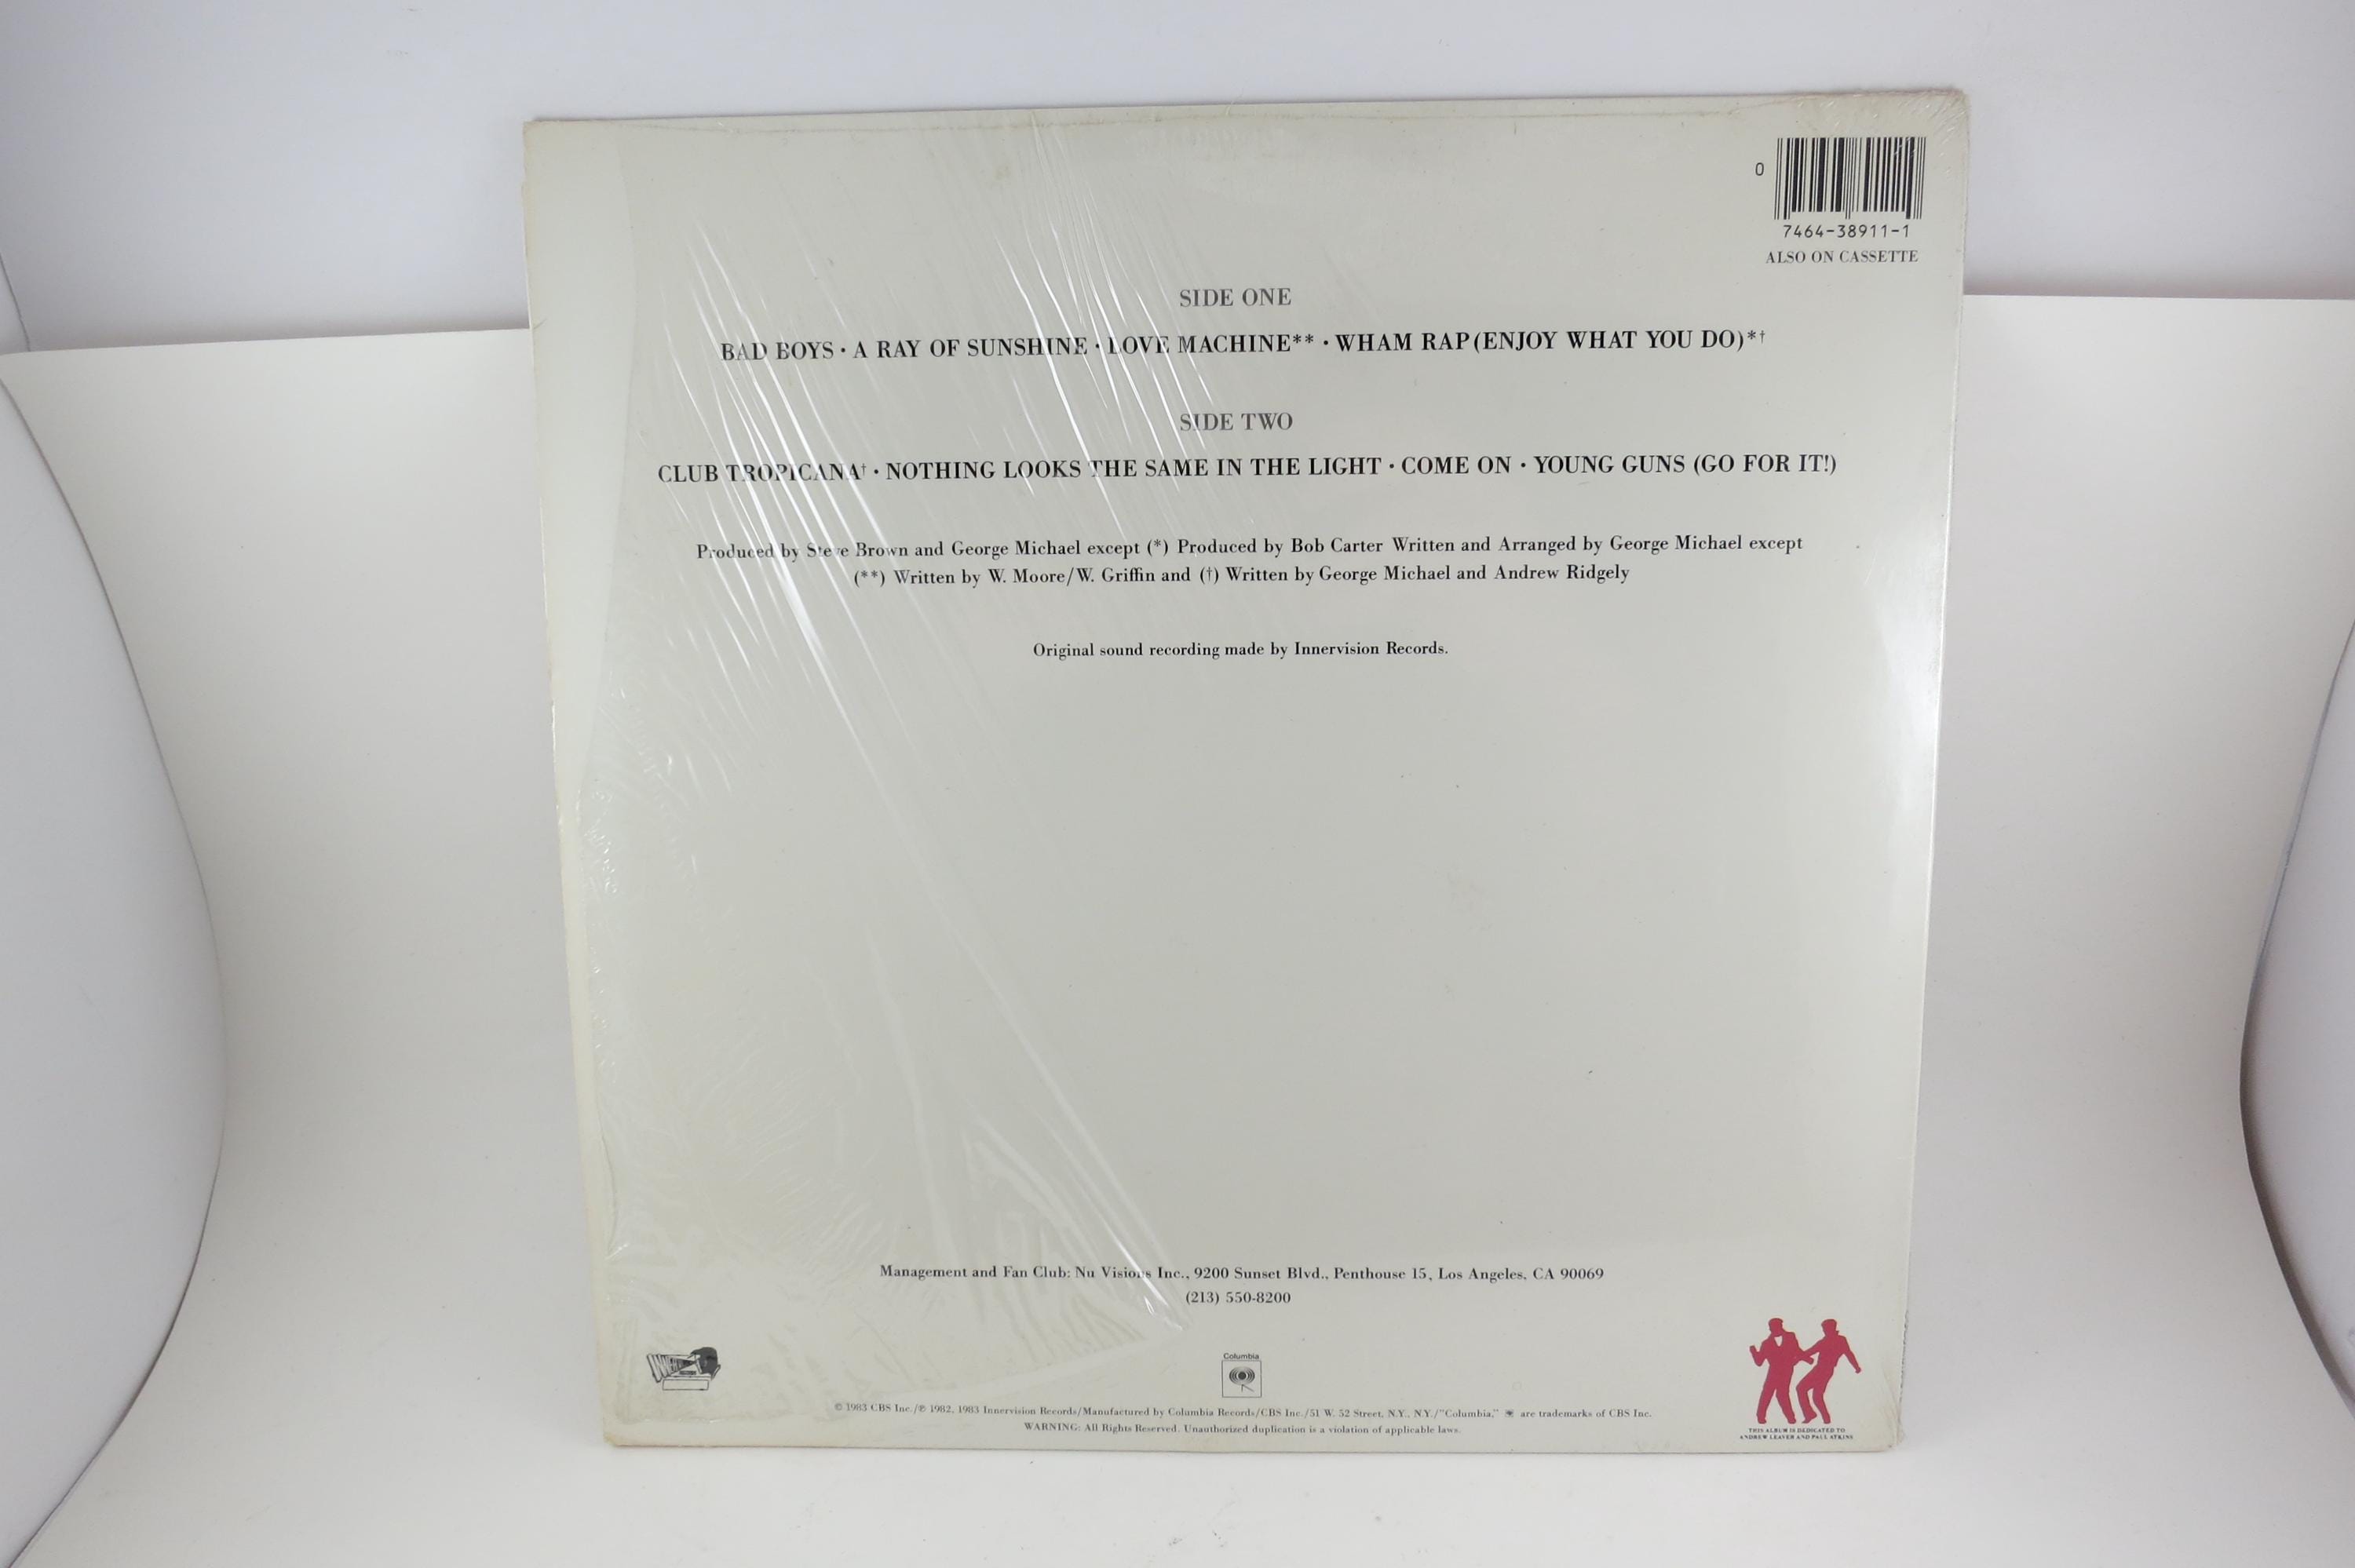 0
7464-38911-1
ALSO ON CASSETTE
SIDE ONE
BAD BOYS · A RAY OF SUNSHINE · LOVE MACHINE** · WHAM RAP (ENJOY WHAT YOU DO)*†
SIDE TWO
CLUB TROPICANA† · NOTHING LOOKS THE SAME IN THE LIGHT · COME ON · YOUNG GUNS (GO FOR IT!)
Produced by Steve Brown and George Michael except (*) Produced by Bob Carter Written and Arranged by George Michael except
(**) Written by W. Moore/W. Griffin and (†) Written by George Michael and Andrew Ridgely
Original sound recording made by Innervision Records.
Management and Fan Club: Nu Visions Inc., 9200 Sunset Blvd., Penthouse 15, Los Angeles, CA 90069
(213) 550-8200
Columbia
© 1983 CBS Inc./℗ 1982, 1983 Innervision Records/Manufactured by Columbia Records/CBS Inc./51 W. 52 Street, N.Y., N.Y./"Columbia," are trademarks of CBS Inc.
WARNING: All Rights Reserved. Unauthorized duplication is a violation of applicable laws.
THIS ALBUM IS DEDICATED TO
ANDREW LEAVER AND PAUL ATKINS